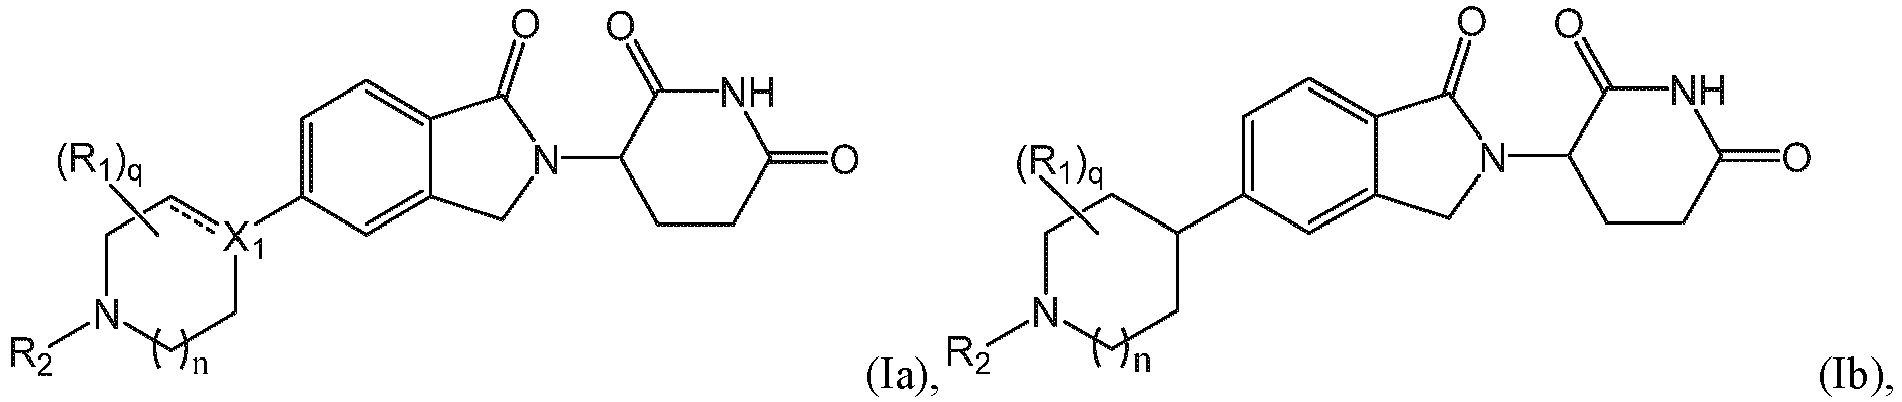 O O O O
NH NH
(R1)q N O (R1)q N O
X1
N N
R2 ( )n (Ia), R2 ( )n (Ib),